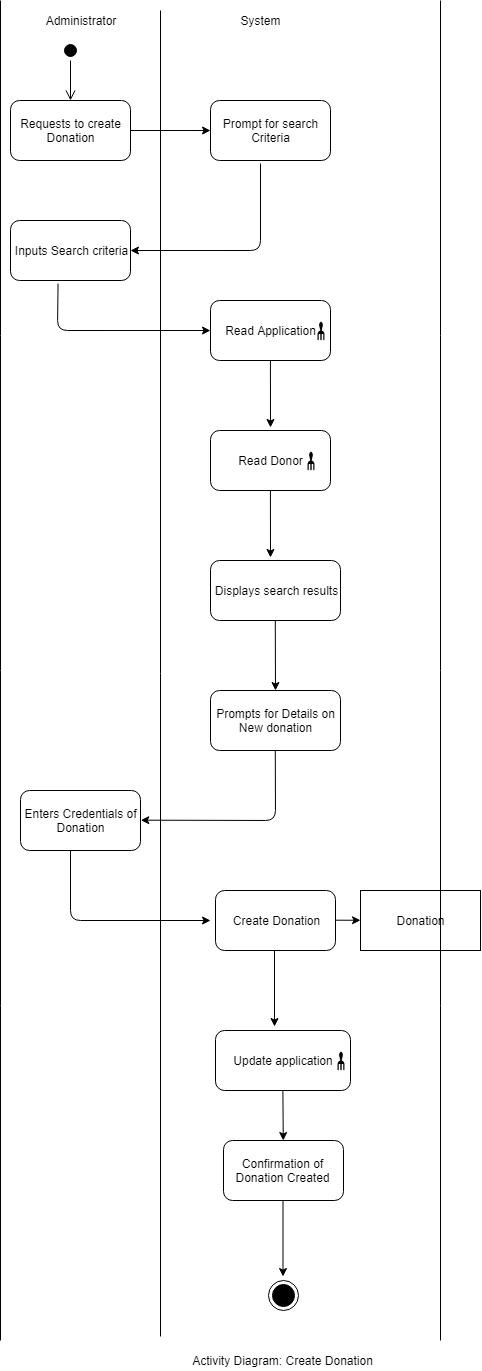 Administrator
System
Requests to create
Donation
Prompt for search
Criteria
Inputs Search criteria
Read Application
Read Donor
Displays search results
Prompts for Details on
New donation
Enters Credentials of
Donation
Create Donation
Donation
Update application
Confirmation of
Donation Created
Activity Diagram: Create Donation